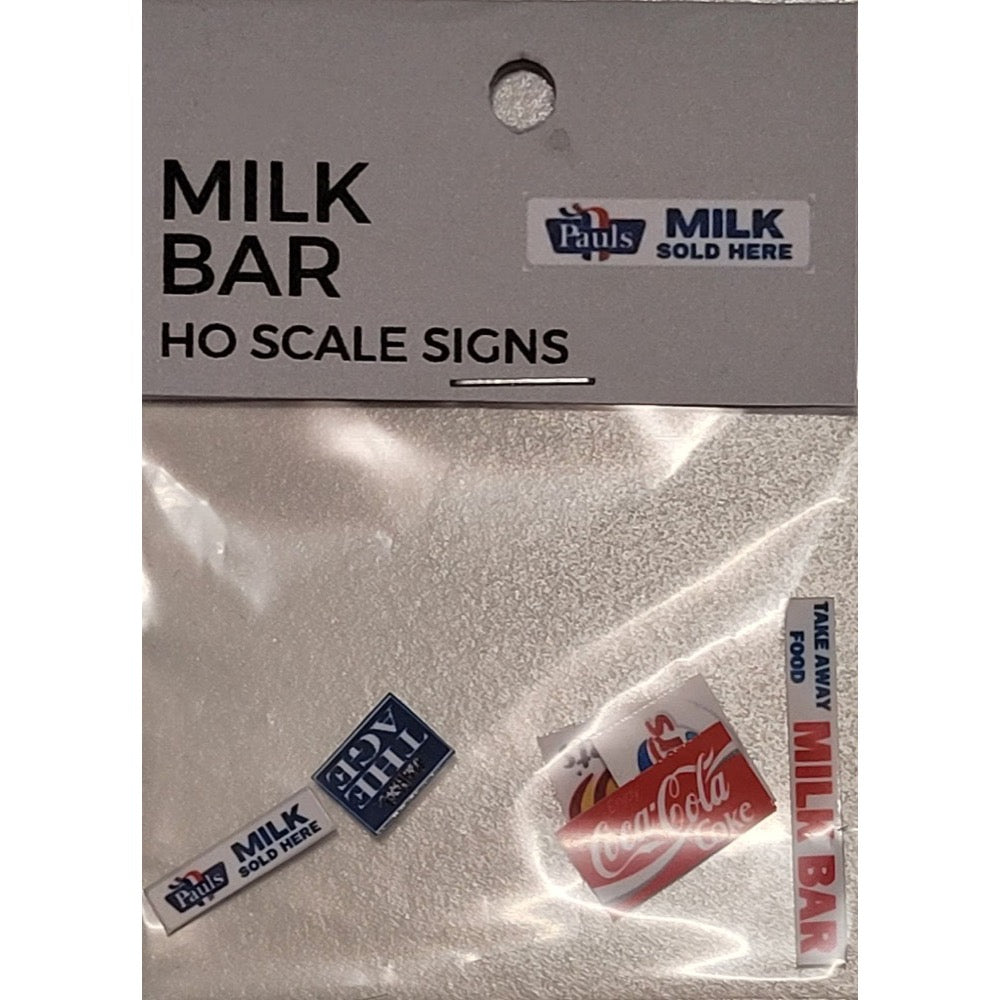 MILK
BAR
HO SCALE SIGNS
Pauls
MILK
SOLD HERE
TAKE AWAY
FOOD
MILK BAR
THE
AGE
Coca-Cola
Coke
Pauls
MILK
SOLD HERE